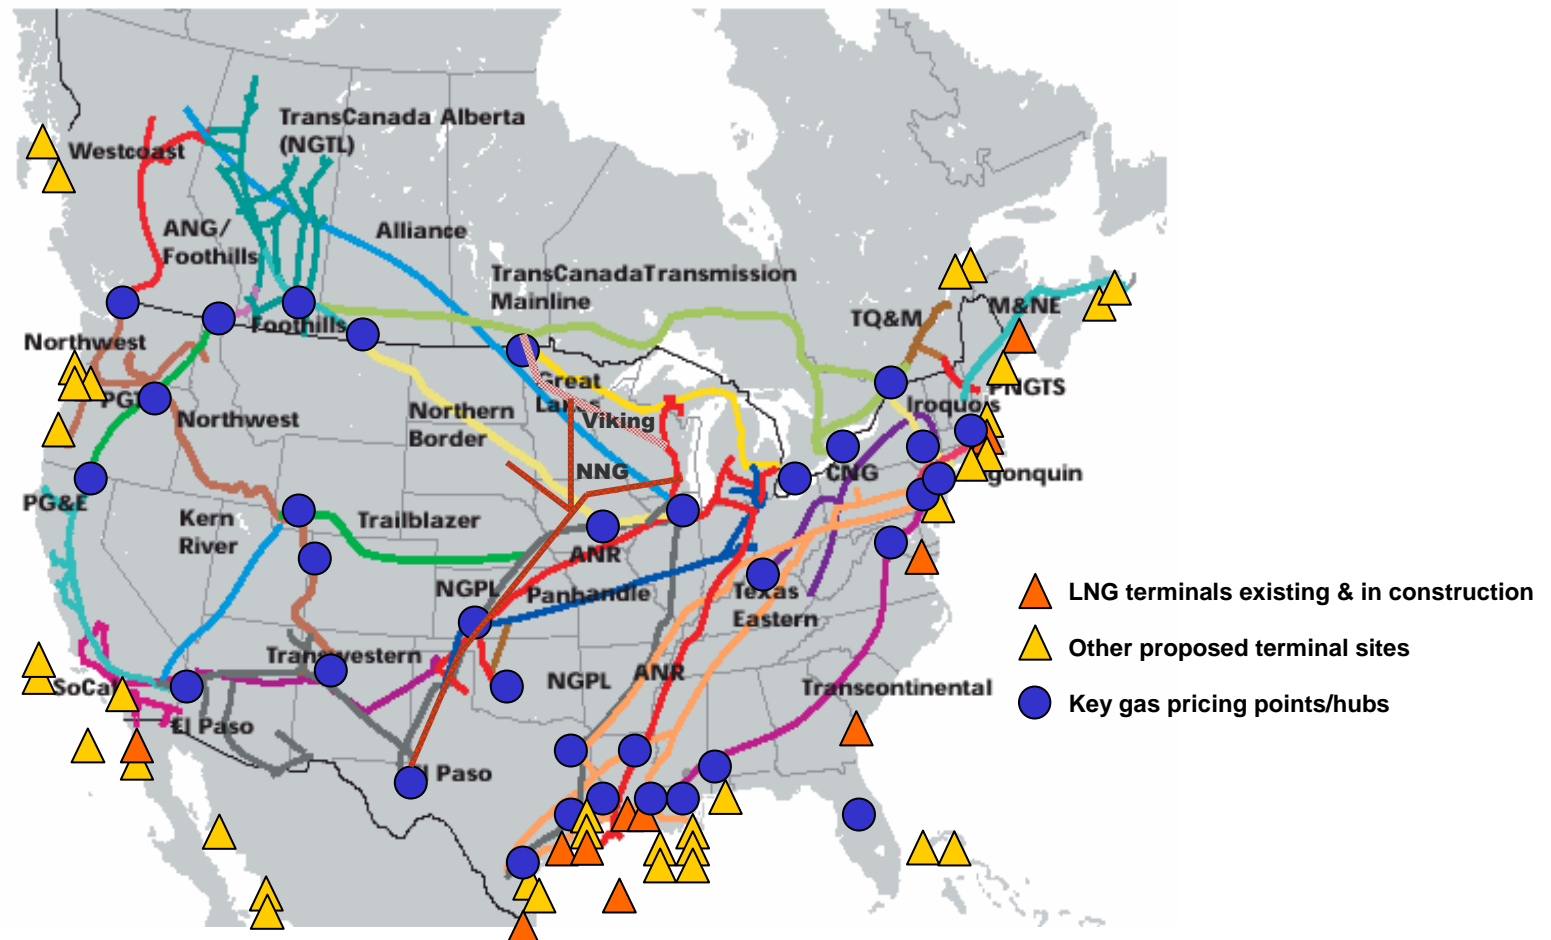 TransCanada Alberta
(NGTL)
Westcoast
ANG/
Foothills
Alliance
TransCanadaTransmission
Mainline
TQ&M
M&NE
Foothills
Northwest
Great
Lakes
PNGTS
PGT
Iroquois
Northern
Border
Viking
Northwest
NNG
CNG
gonquin
PG&E
Kern
River
Trailblazer
ANR
NGPL
Panhandle
Texas
Eastern
LNG terminals existing & in construction
Other proposed terminal sites
Key gas pricing points/hubs
Transwestern
SoCal
NGPL
ANR
Transcontinental
El Paso
El Paso